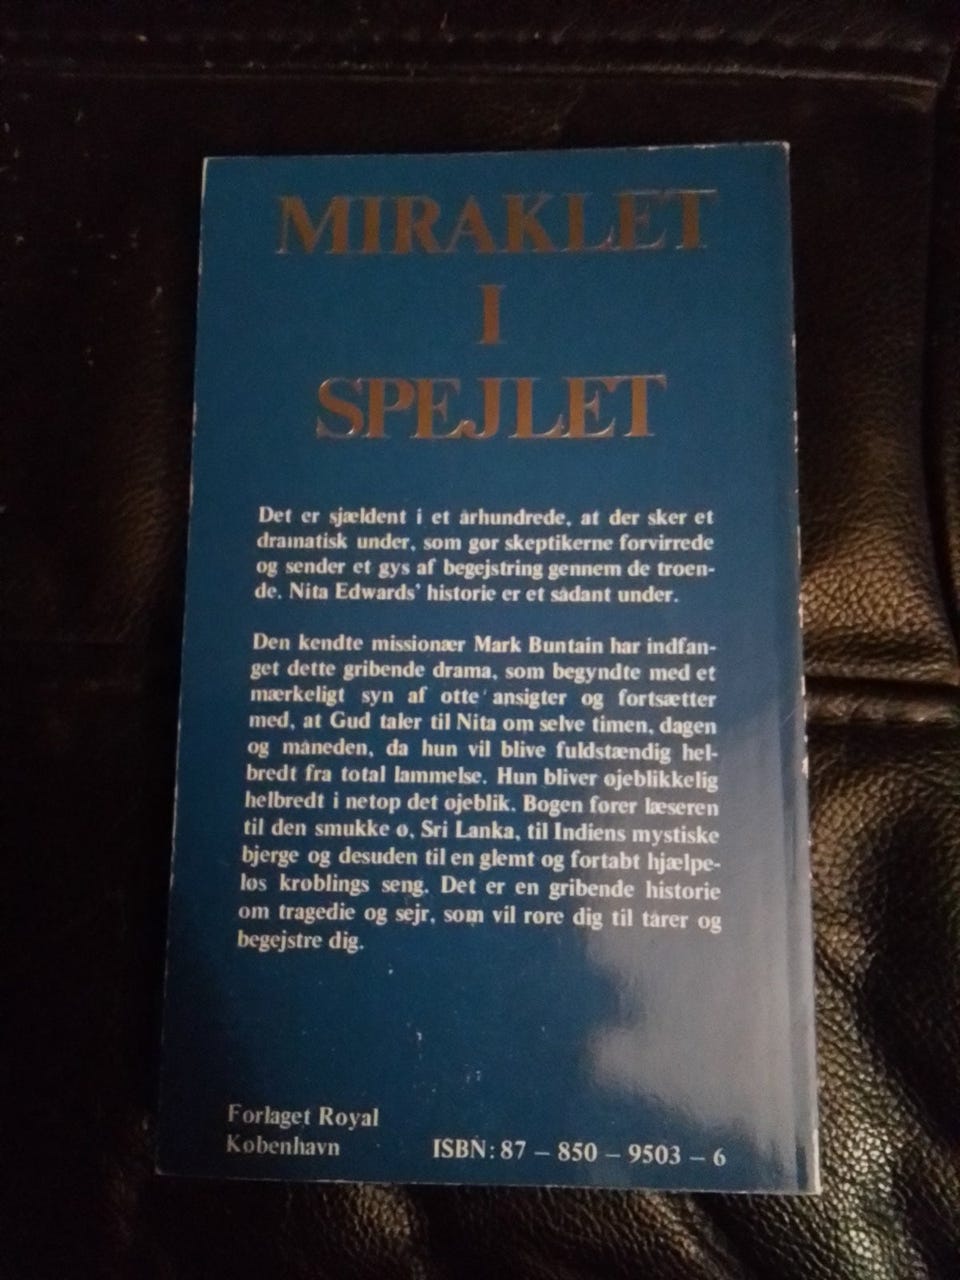 MIRAKLET
I
SPEJLET
Det er sjældent i et århundrede, at der sker et
dramatisk under, som gør skeptikerne forvirrede
og sender et gys af begejstring gennem de troen-
de. Nita Edwards' historie er et sådant under.
Den kendte missionær Mark Buntain har indfan-
get dette gribende drama, som begyndte med et
mærkeligt syn af otte ansigter og fortsætter
med, at Gud taler til Nita om selve timen, dagen
og måneden, da hun vil blive fuldstændig hel-
bredt fra total lammelse. Hun bliver øjeblikkelig
helbredt i netop det øjeblik. Bogen fører læseren
til den smukke ø, Sri Lanka, til Indiens mystiske
bjerge og desuden til en glemt og fortabt hjælpe-
løs krøblings seng. Det er en gribende historie
om tragedie og sejr, som vil røre dig til tårer og
begejstre dig.
Forlaget Royal
København
ISBN: 87 – 850 – 9503 – 6